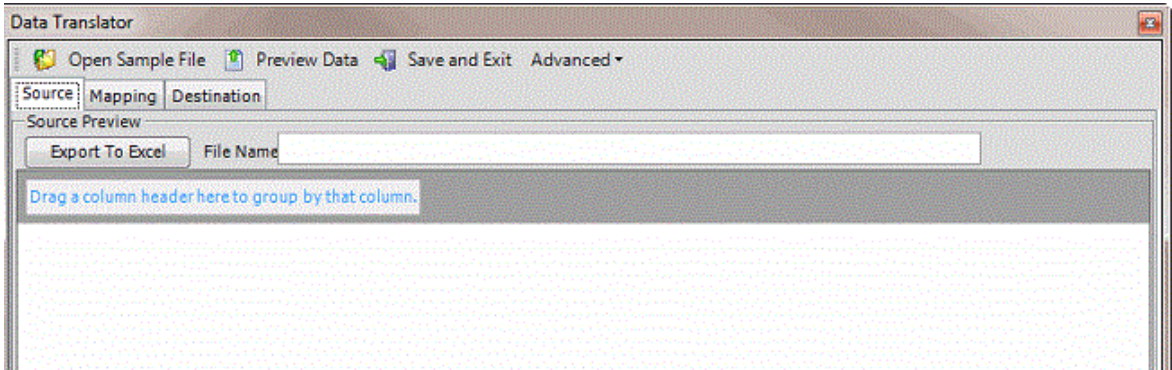 Data Translator
Open Sample File Preview Data Save and Exit Advanced
Source Mapping Destination
Source Preview
Export To Excel File Name
Drag a column header here to group by that column.